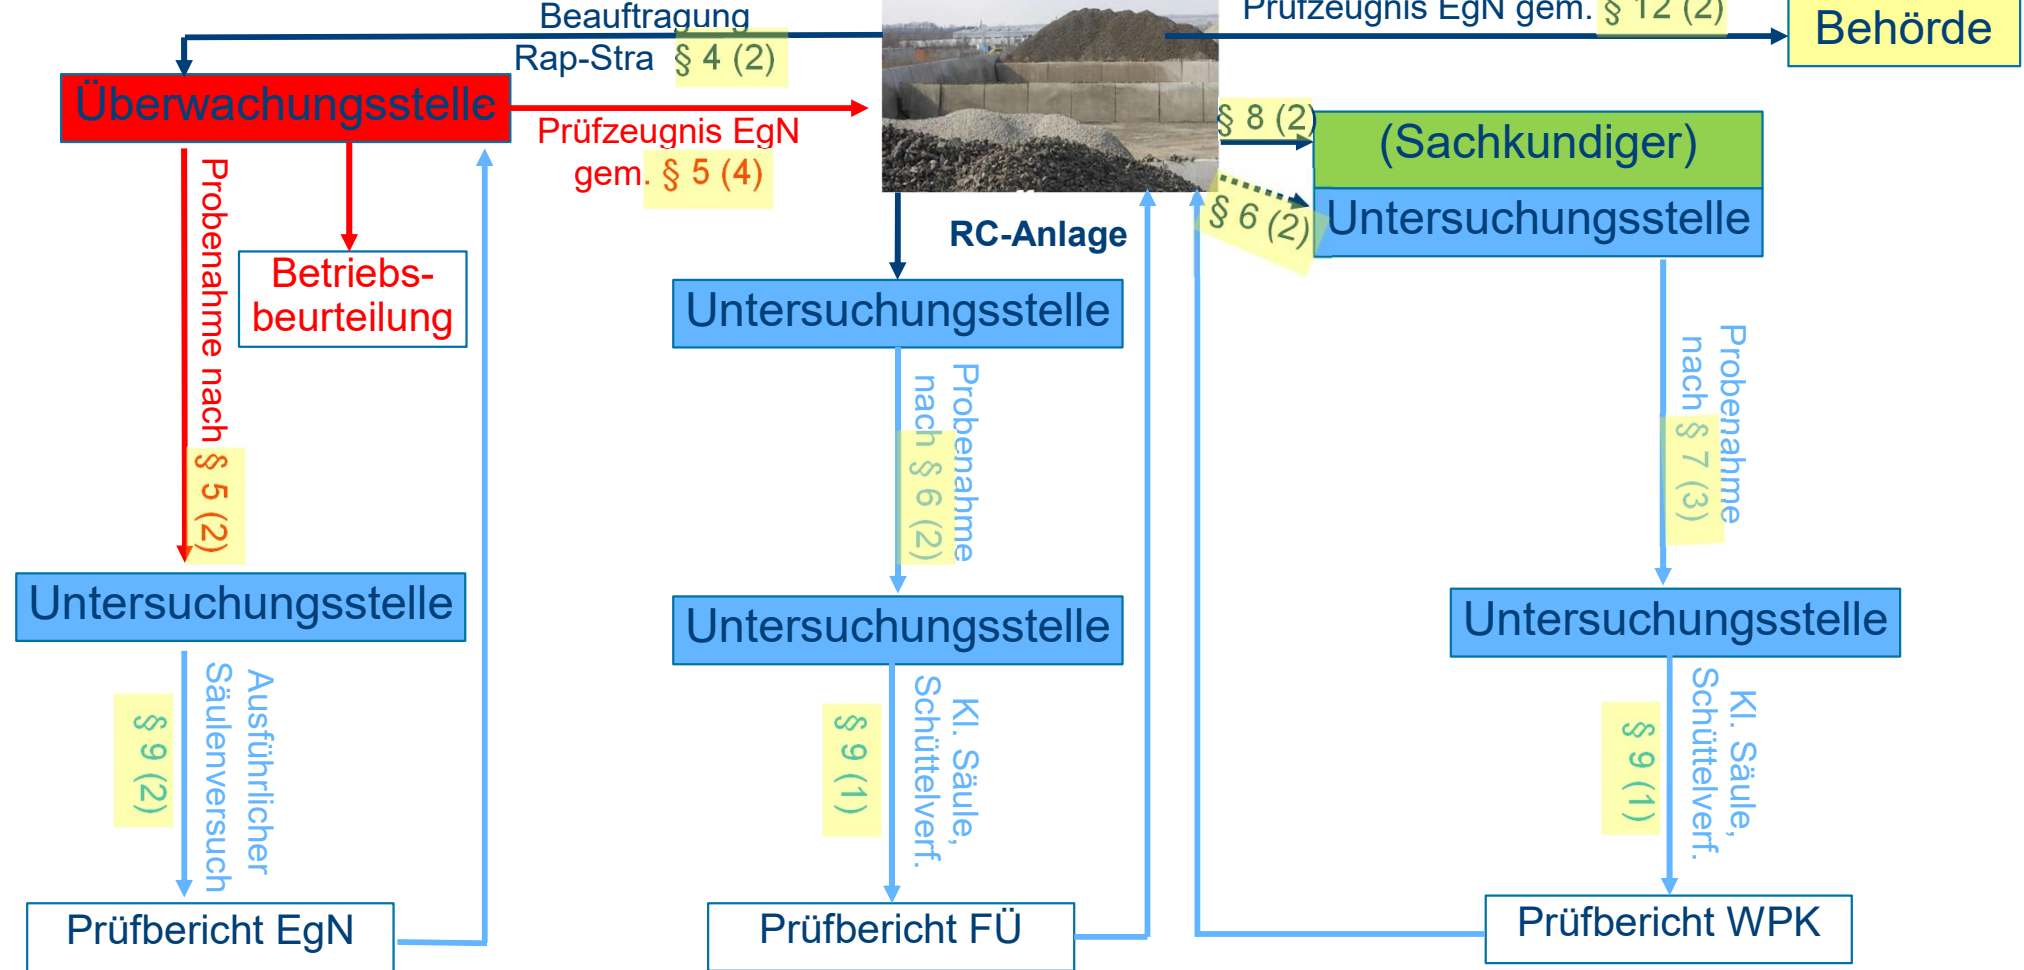 Beauftragung
Rap-Stra § 4 (2)
Prüfzeugnis EgN gem. § 12 (2)
Behörde
Überwachungsstelle
Prüfzeugnis EgN
gem. § 5 (4)
§ 8 (2)
(Sachkundiger)
§ 6 (2)
Untersuchungsstelle
RC-Anlage
Probenahme nach § 5 (2)
Betriebs-
beurteilung
Untersuchungsstelle
Probenahme
nach § 6 (2)
Probenahme
nach § 7 (3)
Untersuchungsstelle
Untersuchungsstelle
Untersuchungsstelle
Ausführlicher
Säulenversuch
§ 9 (2)
Kl. Säule,
Schüttelverf.
§ 9 (1)
Kl. Säule,
Schüttelverf.
§ 9 (1)
Prüfbericht EgN
Prüfbericht FÜ
Prüfbericht WPK